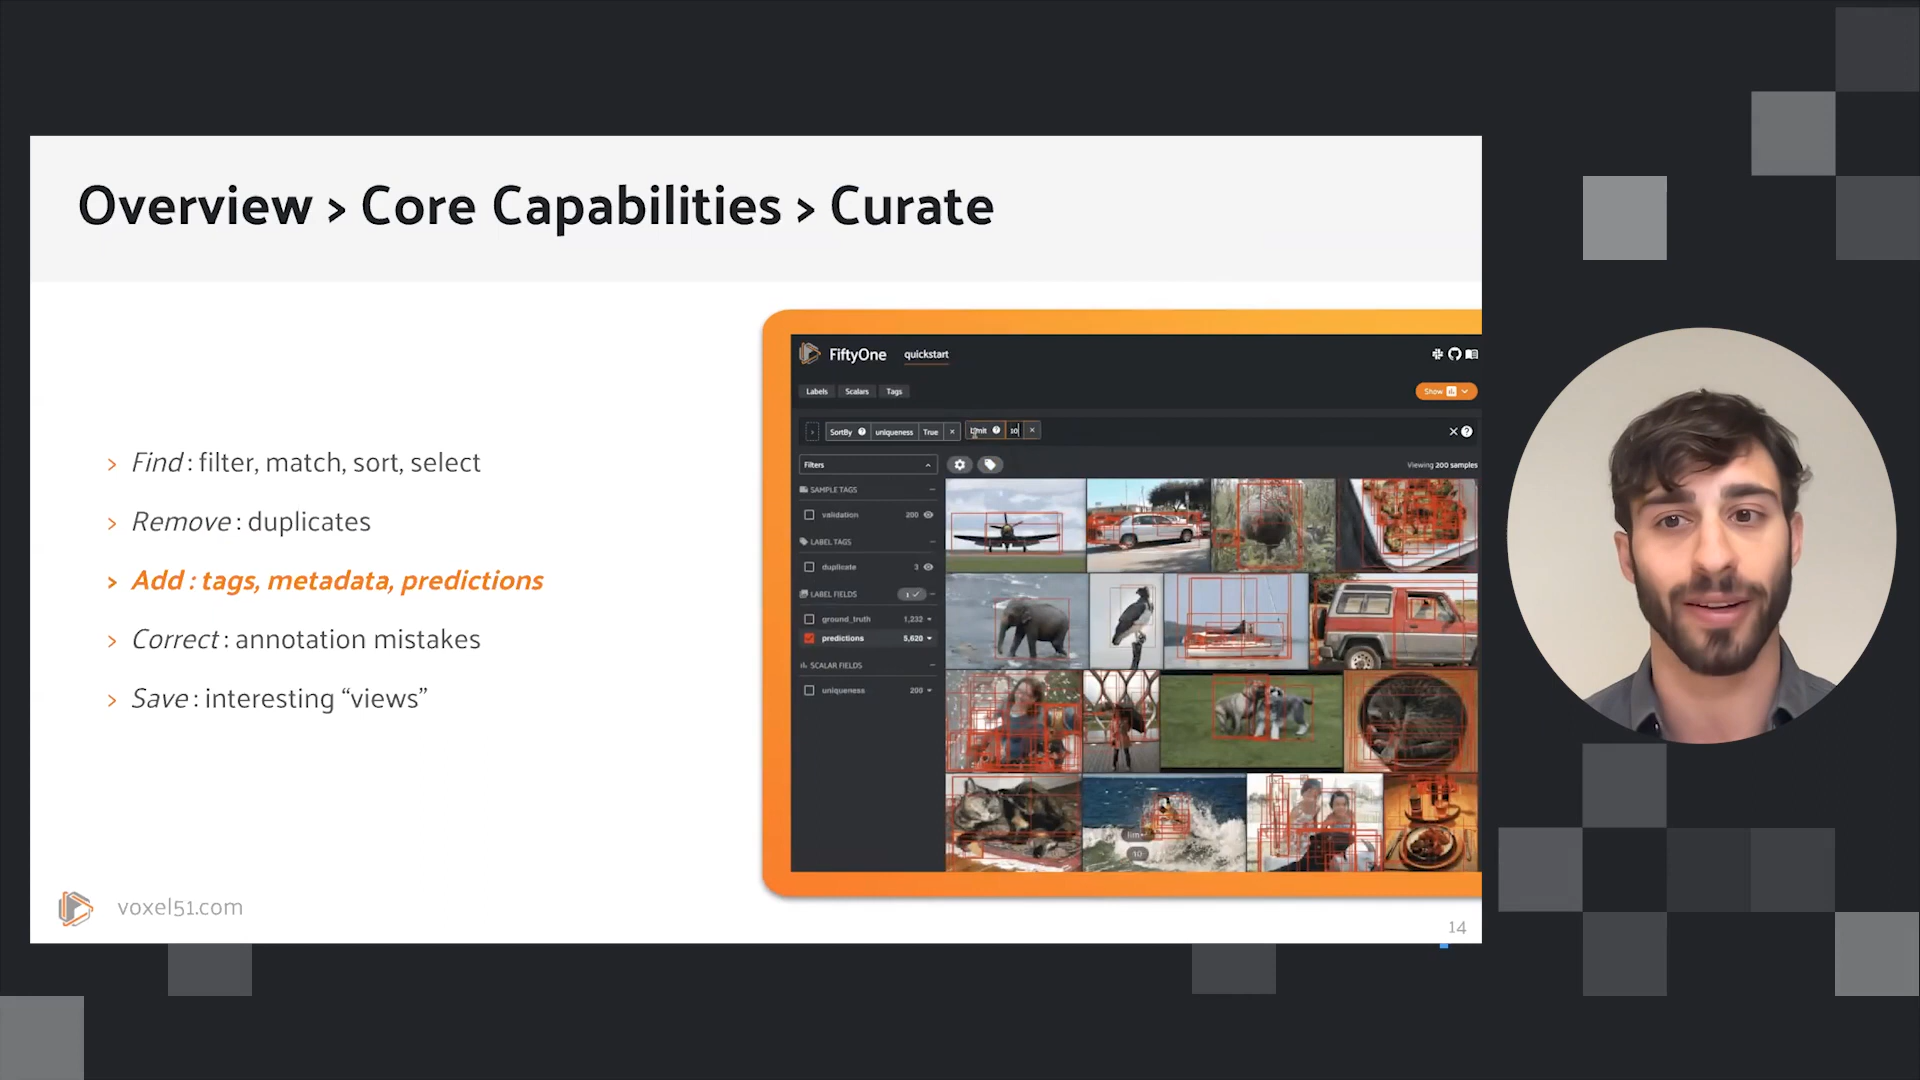 Overview > Core Capabilities > Curate
> Find : filter, match, sort, select
> Remove : duplicates
> Add : tags, metadata, predictions
> Correct : annotation mistakes
> Save : interesting “views”
voxel51.com
14
FiftyOne quickstart
Labels Scalars Tags
Show
SortBy uniqueness True × Limit 10 ×
Filters
Viewing 200 samples
SAMPLE TAGS
validation 200
LABEL TAGS
duplicate 3
LABEL FIELDS 1 ✓
ground_truth 1,232
predictions 5,620
SCALAR FIELDS
uniqueness 200
10